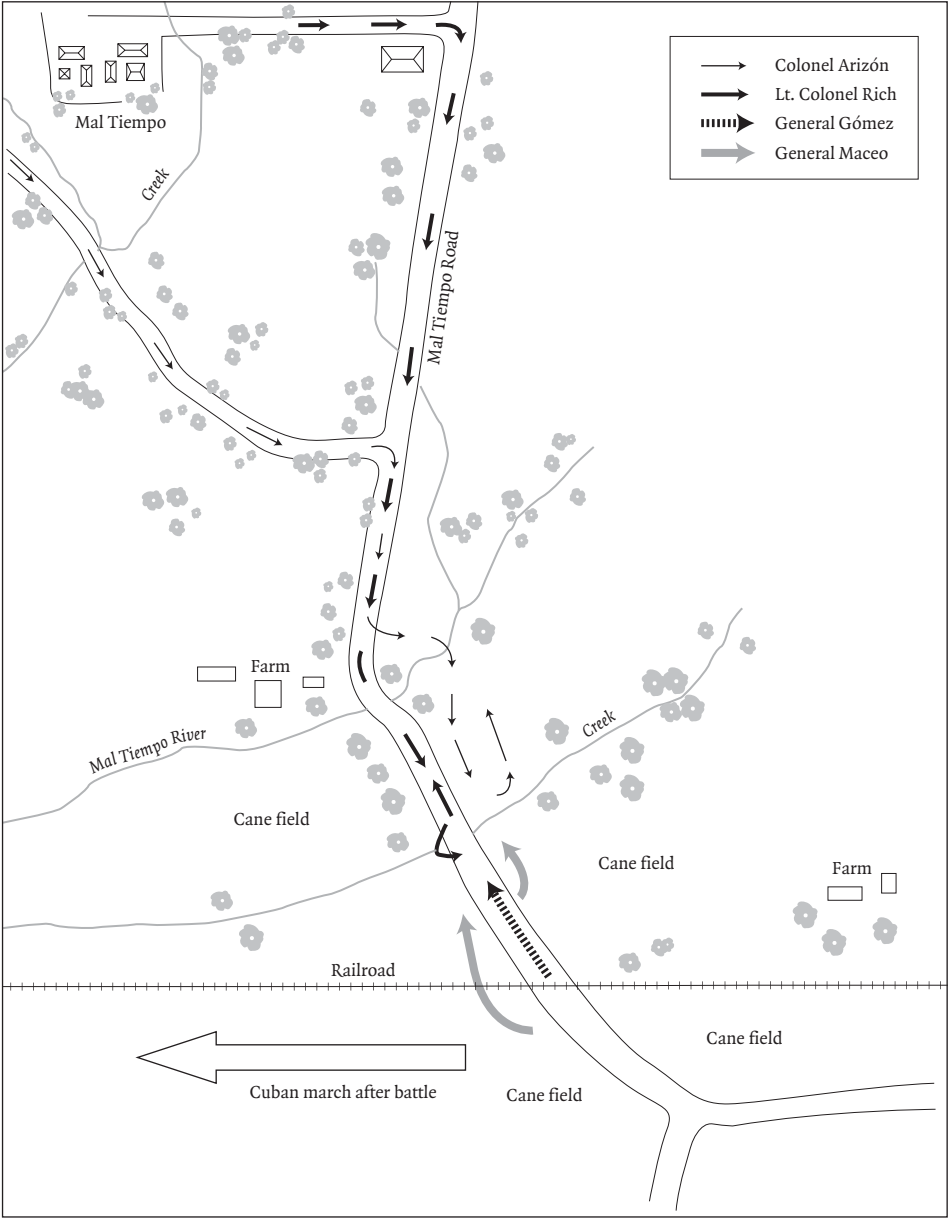 Colonel Arizón
Lt. Colonel Rich
General Gómez
General Maceo
Mal Tiempo
Creek
Mal Tiempo Road
Farm
Mal Tiempo River
Creek
Cane field
Cane field
Farm
Railroad
Cane field
Cuban march after battle
Cane field